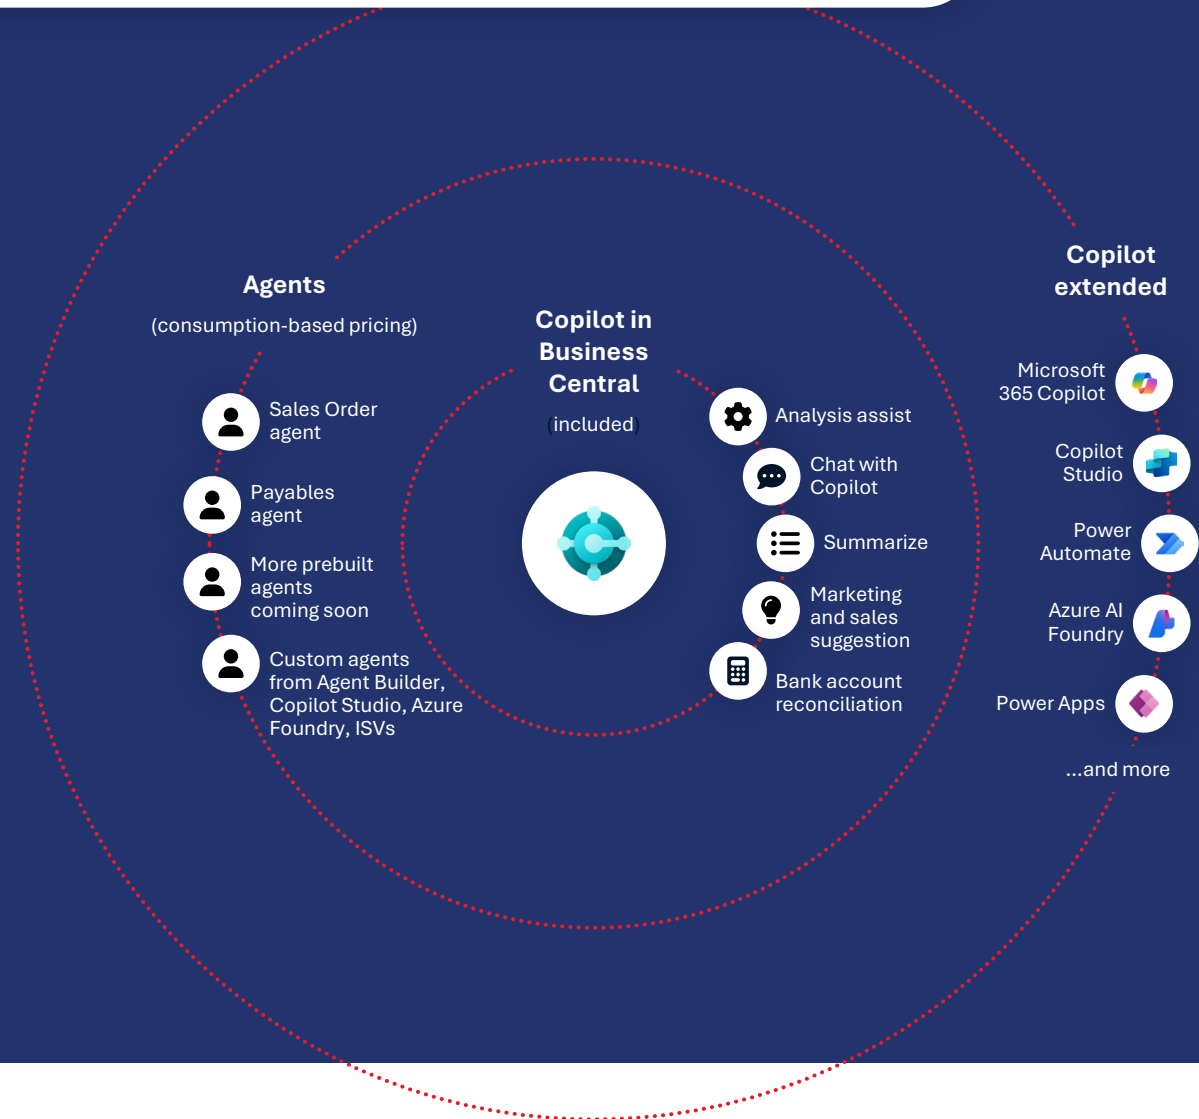 Agents
(consumption-based pricing)
Sales Order
agent
Payables
agent
More prebuilt
agents
coming soon
Custom agents
from Agent Builder,
Copilot Studio, Azure
Foundry, ISVs
Copilot in
Business
Central
(included)
Analysis assist
Chat with
Copilot
Summarize
Marketing
and sales
suggestion
Bank account
reconciliation
Copilot
extended
Microsoft
365 Copilot
Copilot
Studio
Power
Automate
Azure AI
Foundry
Power Apps
...and more